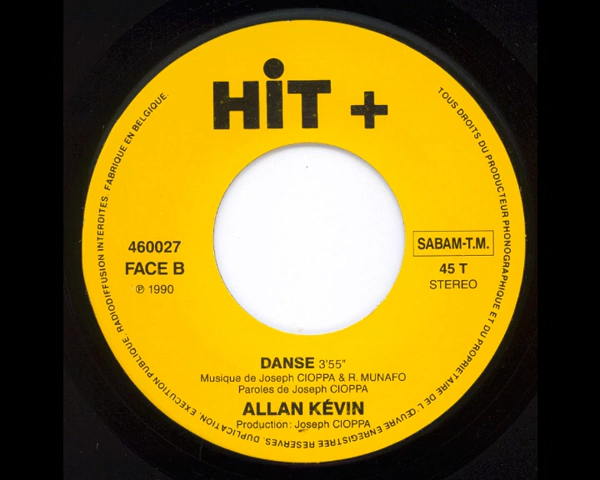 HiT +
TOUS DROITS DU PRODUCTEUR PHONOGRAPHIQUE ET DU PROPRIETAIRE DE L'ŒUVRE ENREGISTREE RESERVES. DUPLICATION, EXECUTION PUBLIQUE, RADIODIFFUSION INTERDITES. FABRIQUE EN BELGIQUE.
460027
FACE B
℗ 1990
SABAM-T.M.
45 T
STEREO
DANSE 3'55"
Musique de Joseph CIOPPA & R. MUNAFO
Paroles de Joseph CIOPPA
ALLAN KÉVIN
Production: Joseph CIOPPA